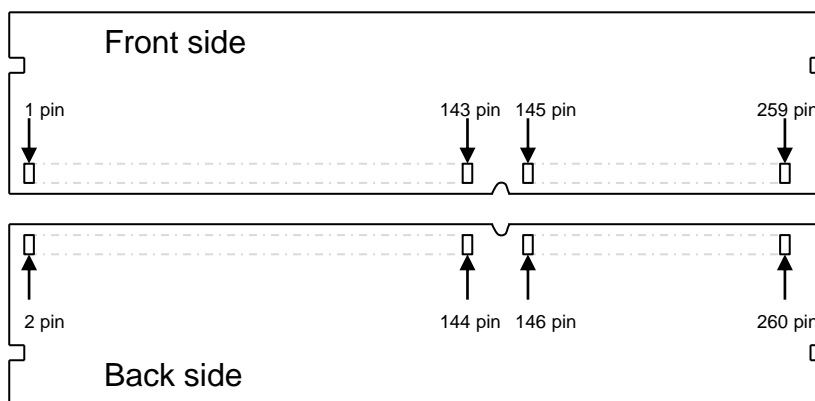 Front side
1 pin 143 pin 145 pin 259 pin
2 pin 144 pin 146 pin 260 pin
Back side